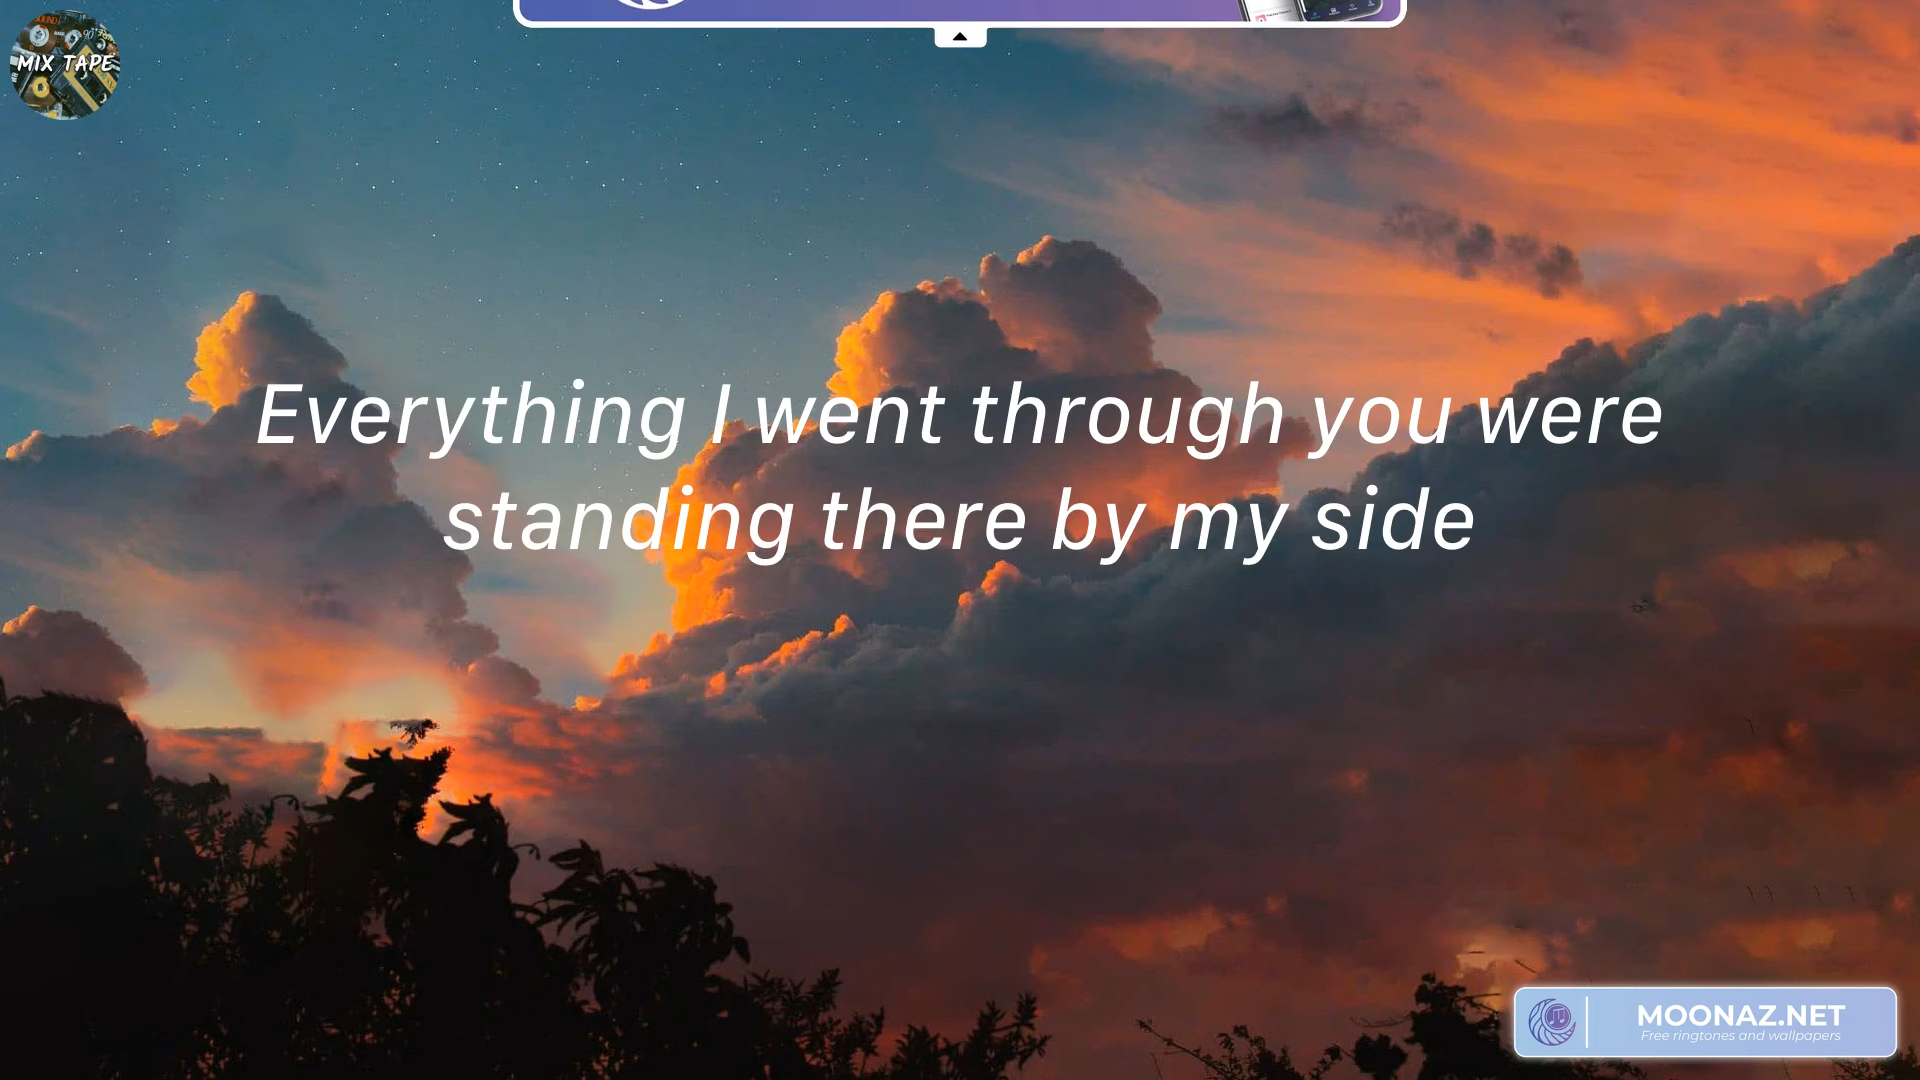 MIX TAPE
Everything I went through you were
standing there by my side
MOONAZ.NET
Free ringtones and wallpapers